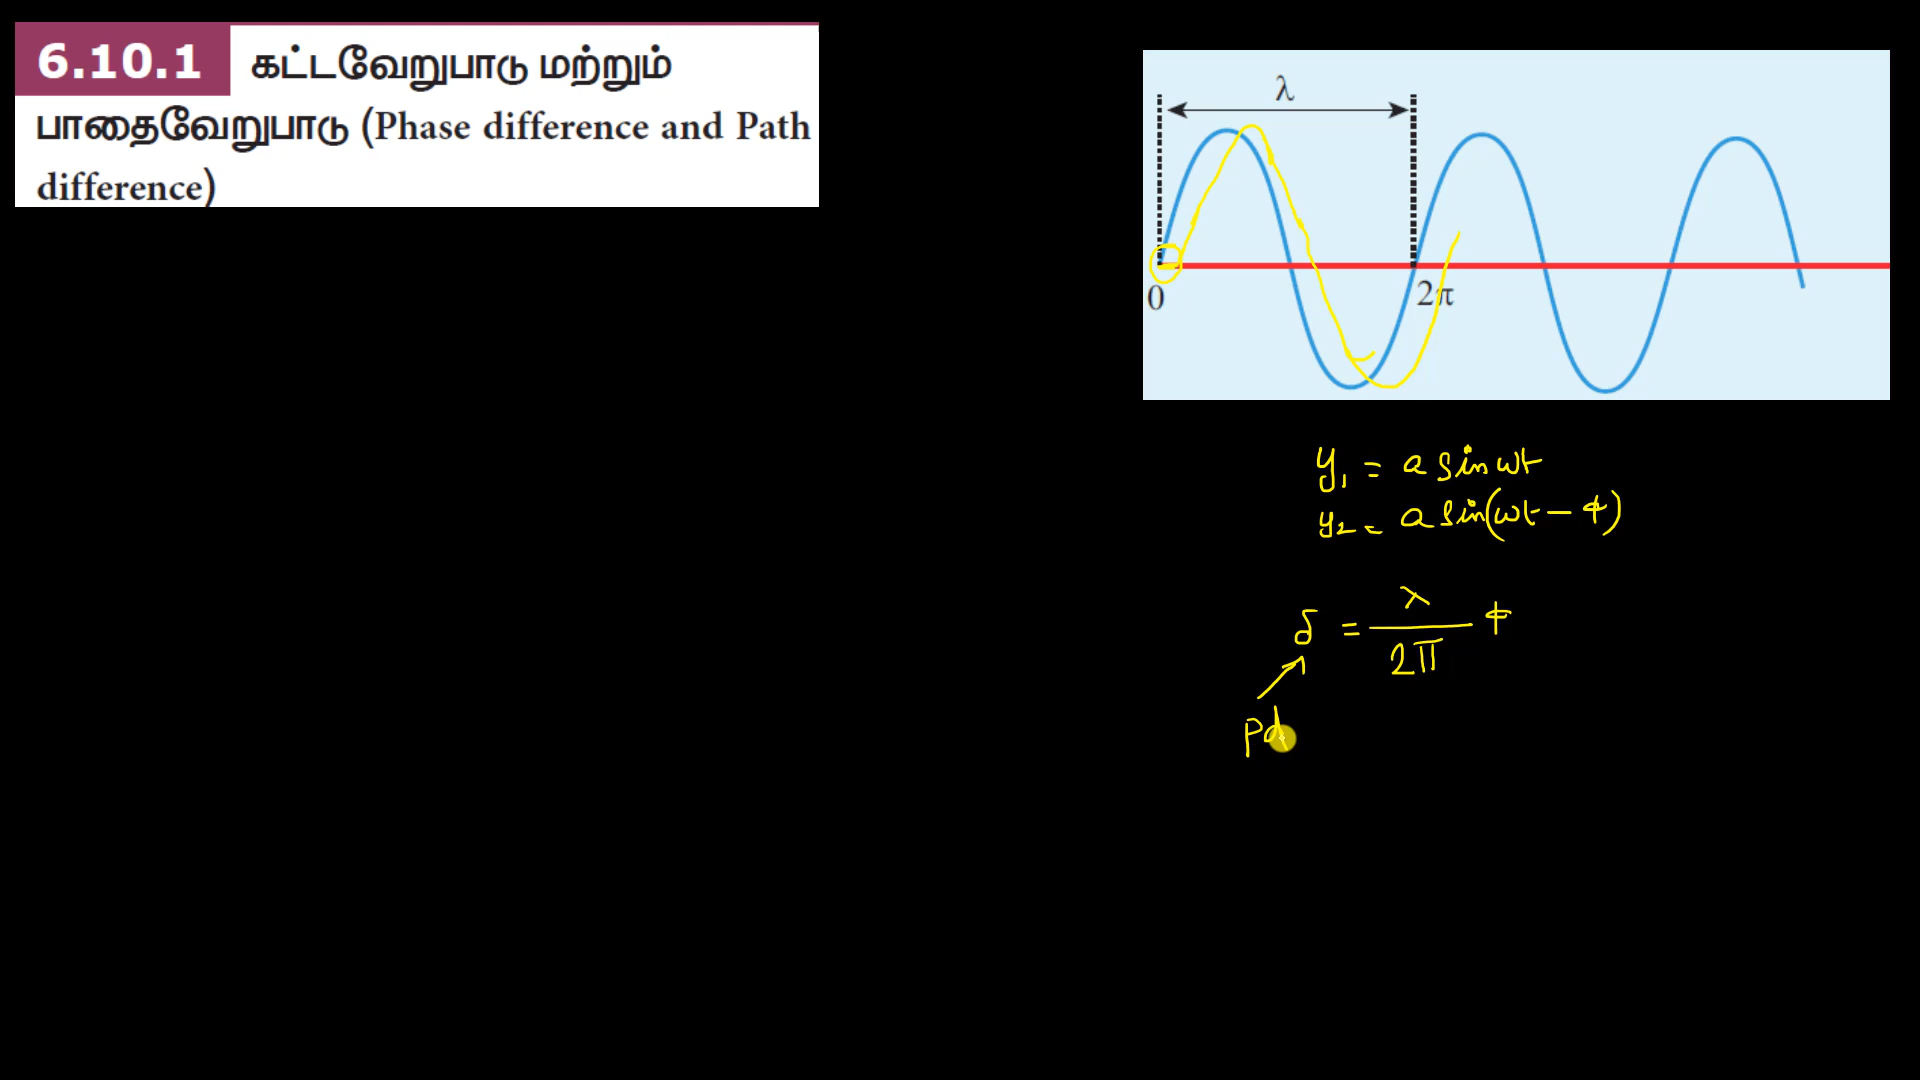 6.10.1 கட்டவேறுபாடு மற்றும்
பாதைவேறுபாடு (Phase difference and Path
difference)
λ
0
2π
y₁ = a sin ωt
y₂ = a sin(ωt − ϕ)
δ = λ/2π ϕ
Pd